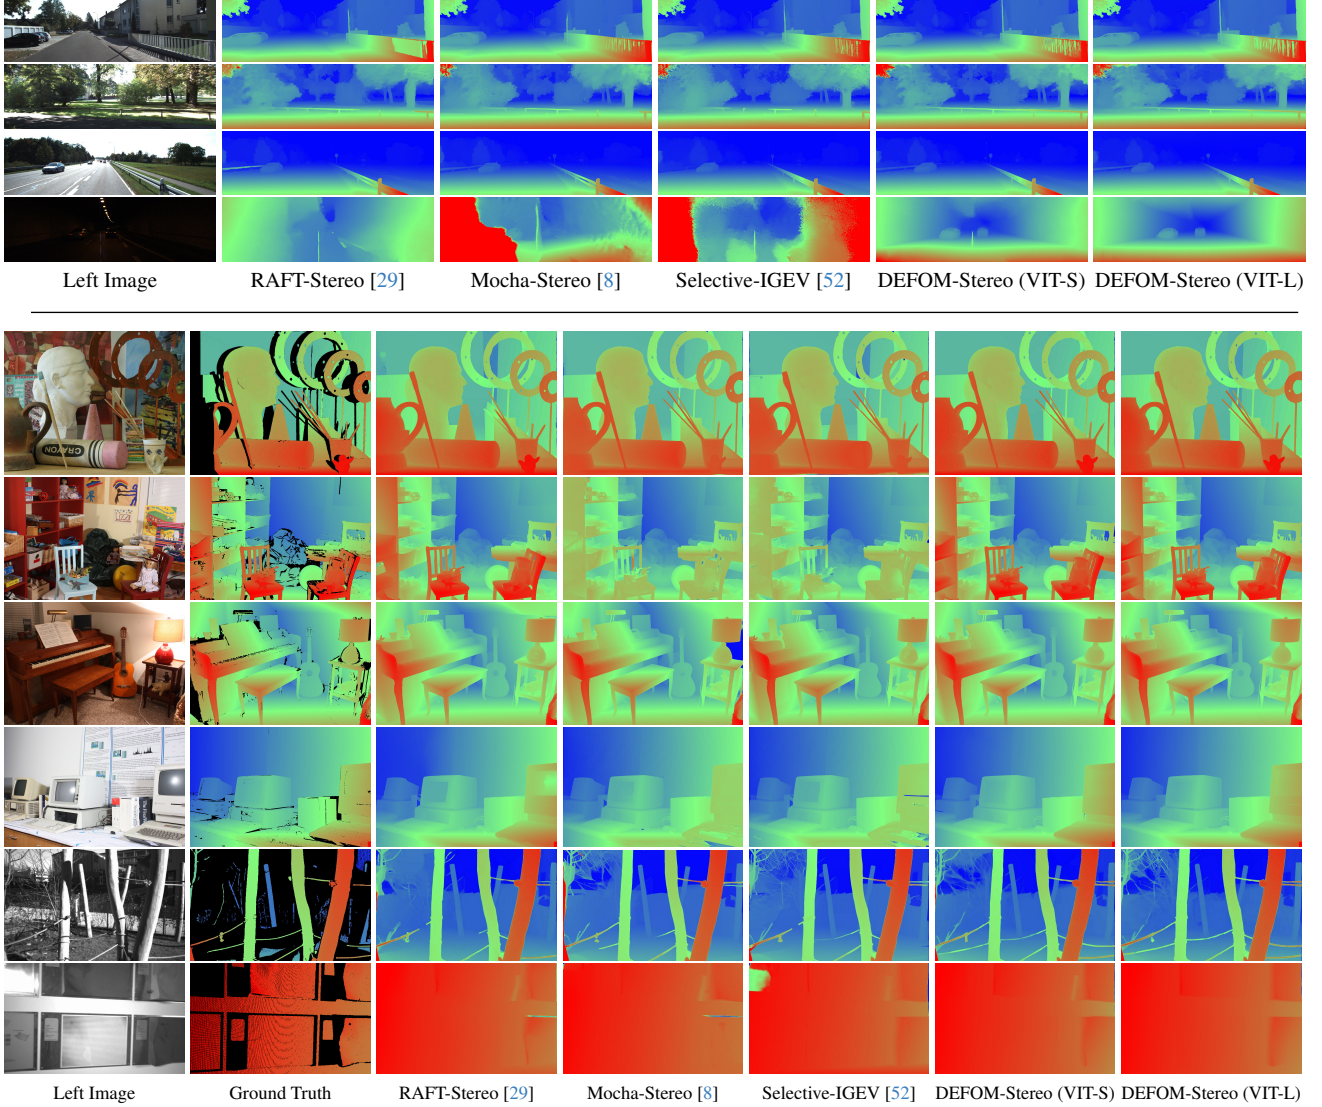 Left Image RAFT-Stereo [29] Mocha-Stereo [8] Selective-IGEV [52] DEFOM-Stereo (VIT-S) DEFOM-Stereo (VIT-L)
CRAYON
Left Image Ground Truth RAFT-Stereo [29] Mocha-Stereo [8] Selective-IGEV [52] DEFOM-Stereo (VIT-S) DEFOM-Stereo (VIT-L)